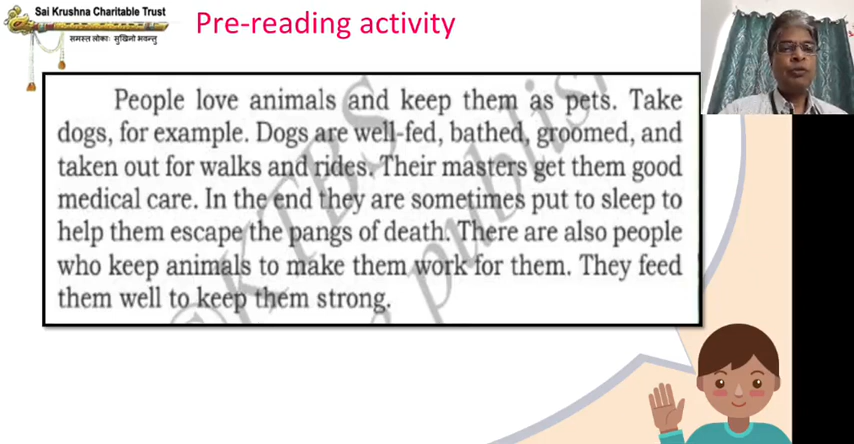 Sai Krushna Charitable Trust
समस्त लोकाः सुखिनो भवन्तु
Pre-reading activity
People love animals and keep them as pets. Take
dogs, for example. Dogs are well-fed, bathed, groomed, and
taken out for walks and rides. Their masters get them good
medical care. In the end they are sometimes put to sleep to
help them escape the pangs of death. There are also people
who keep animals to make them work for them. They feed
them well to keep them strong.
©KTBS
publish